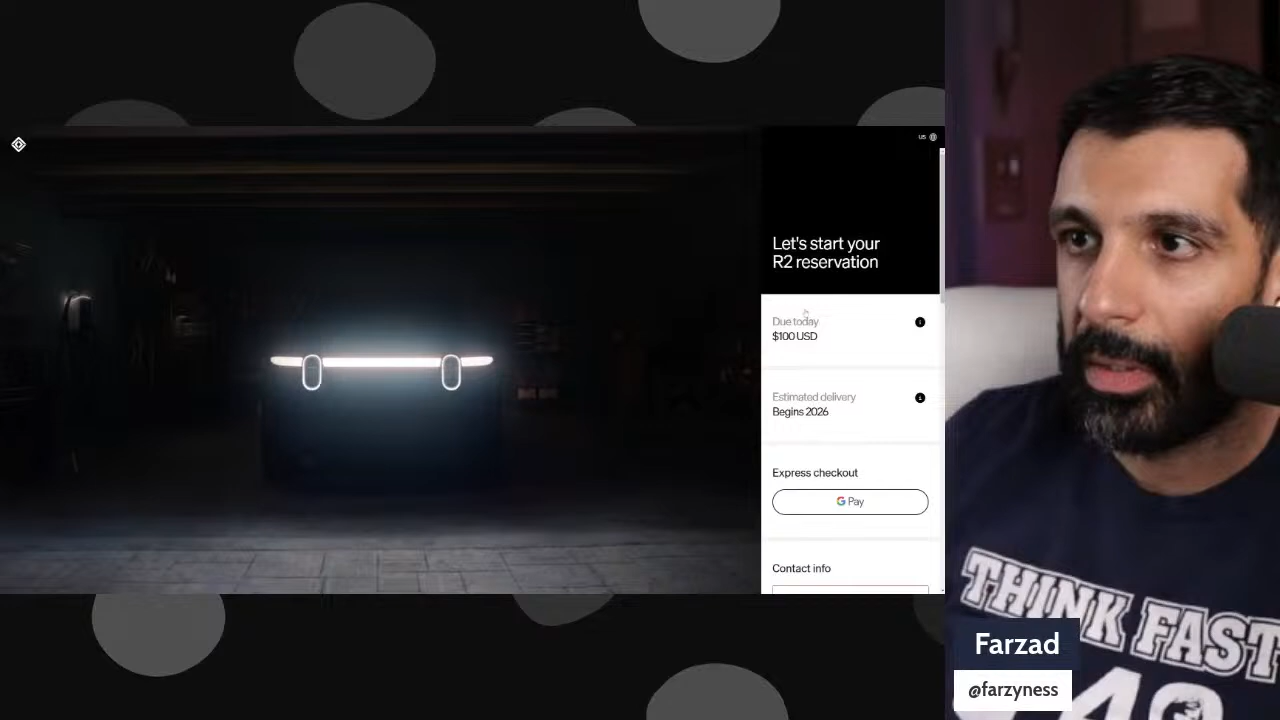 US
Let's start your
R2 reservation
Due today
$100 USD
Estimated delivery
Begins 2026
Express checkout
G Pay
Contact info
THINK FAST
Farzad
@farzyness